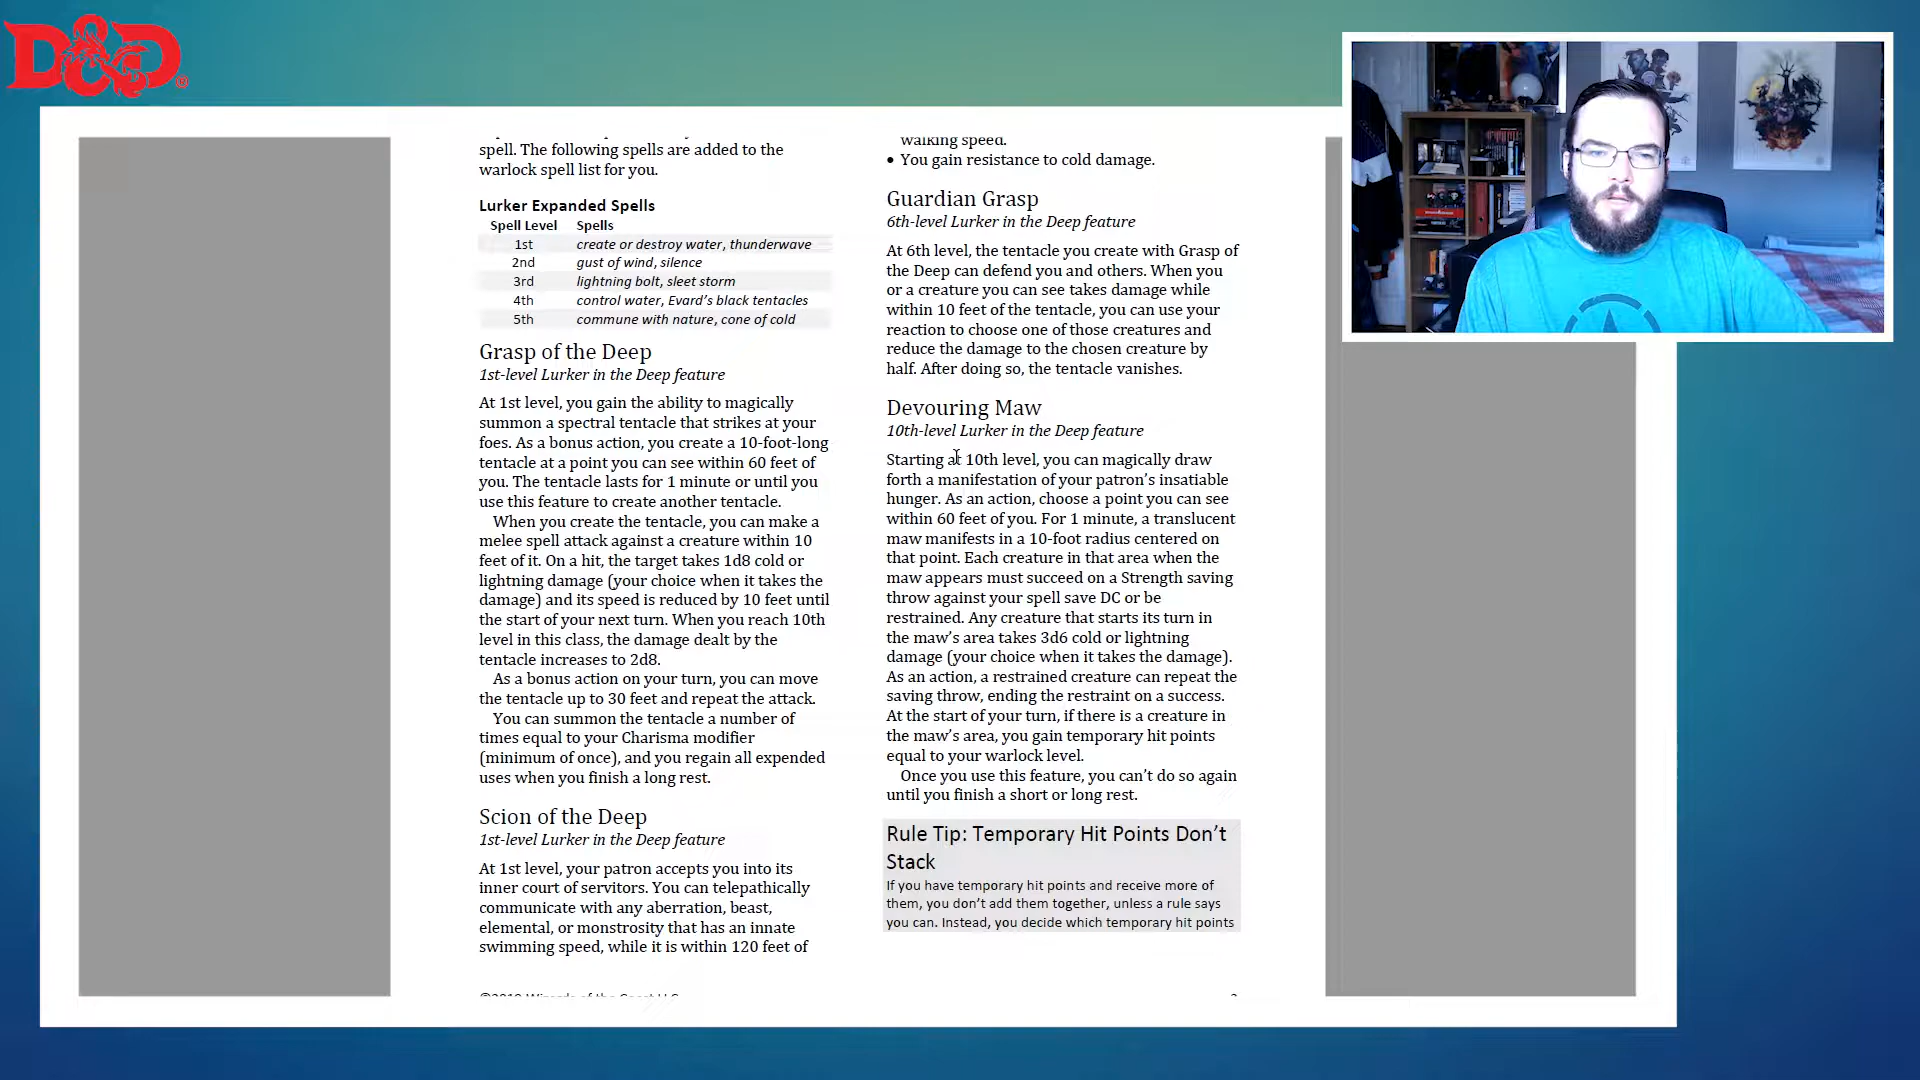 D&D®
spell. The following spells are added to the
warlock spell list for you.
Lurker Expanded Spells
Spell Level Spells
1st create or destroy water, thunderwave
2nd gust of wind, silence
3rd lightning bolt, sleet storm
4th control water, Evard’s black tentacles
5th commune with nature, cone of cold
Grasp of the Deep
1st-level Lurker in the Deep feature
At 1st level, you gain the ability to magically
summon a spectral tentacle that strikes at your
foes. As a bonus action, you create a 10-foot-long
tentacle at a point you can see within 60 feet of
you. The tentacle lasts for 1 minute or until you
use this feature to create another tentacle.
When you create the tentacle, you can make a
melee spell attack against a creature within 10
feet of it. On a hit, the target takes 1d8 cold or
lightning damage (your choice when it takes the
damage) and its speed is reduced by 10 feet until
the start of your next turn. When you reach 10th
level in this class, the damage dealt by the
tentacle increases to 2d8.
As a bonus action on your turn, you can move
the tentacle up to 30 feet and repeat the attack.
You can summon the tentacle a number of
times equal to your Charisma modifier
(minimum of once), and you regain all expended
uses when you finish a long rest.
Scion of the Deep
1st-level Lurker in the Deep feature
At 1st level, your patron accepts you into its
inner court of servitors. You can telepathically
communicate with any aberration, beast,
elemental, or monstrosity that has an innate
swimming speed, while it is within 120 feet of
walking speed.
• You gain resistance to cold damage.
Guardian Grasp
6th-level Lurker in the Deep feature
At 6th level, the tentacle you create with Grasp of
the Deep can defend you and others. When you
or a creature you can see takes damage while
within 10 feet of the tentacle, you can use your
reaction to choose one of those creatures and
reduce the damage to the chosen creature by
half. After doing so, the tentacle vanishes.
Devouring Maw
10th-level Lurker in the Deep feature
Starting at 10th level, you can magically draw
forth a manifestation of your patron’s insatiable
hunger. As an action, choose a point you can see
within 60 feet of you. For 1 minute, a translucent
maw manifests in a 10-foot radius centered on
that point. Each creature in that area when the
maw appears must succeed on a Strength saving
throw against your spell save DC or be
restrained. Any creature that starts its turn in
the maw’s area takes 3d6 cold or lightning
damage (your choice when it takes the damage).
As an action, a restrained creature can repeat the
saving throw, ending the restraint on a success.
At the start of your turn, if there is a creature in
the maw’s area, you gain temporary hit points
equal to your warlock level.
Once you use this feature, you can’t do so again
until you finish a short or long rest.
Rule Tip: Temporary Hit Points Don’t
Stack
If you have temporary hit points and receive more of
them, you don’t add them together, unless a rule says
you can. Instead, you decide which temporary hit points